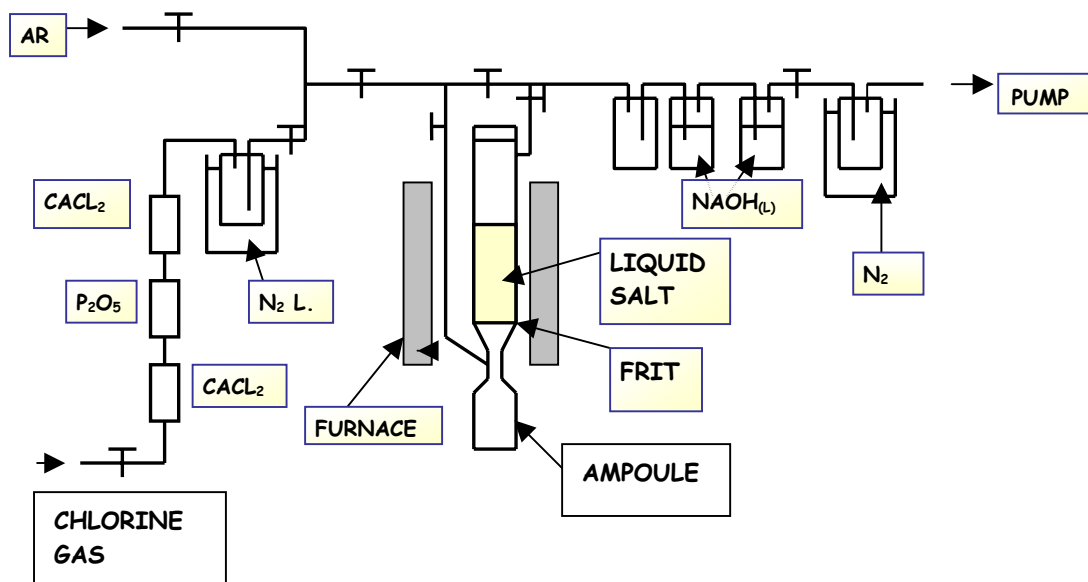 AR
PUMP
CACL₂
NAOH₍L₎
LIQUID
SALT
N₂
P₂O₅
N₂ L.
CACL₂
FRIT
FURNACE
AMPOULE
CHLORINE
GAS